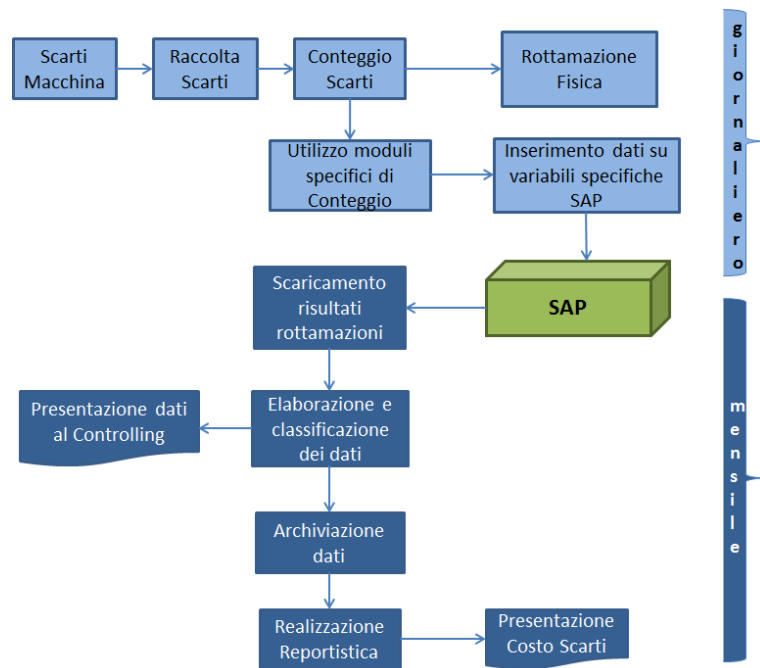 Scarti
Macchina
Raccolta
Scarti
Conteggio
Scarti
Rottamazione
Fisica
Utilizzo moduli
specifici di
Conteggio
Inserimento dati su
variabili specifiche
SAP
giornaliero
SAP
Scaricamento
risultati
rottamazioni
Presentazione dati
al Controlling
Elaborazione e
classificazione
dei dati
mensile
Archiviazione
dati
Realizzazione
Reportistica
Presentazione
Costo Scarti